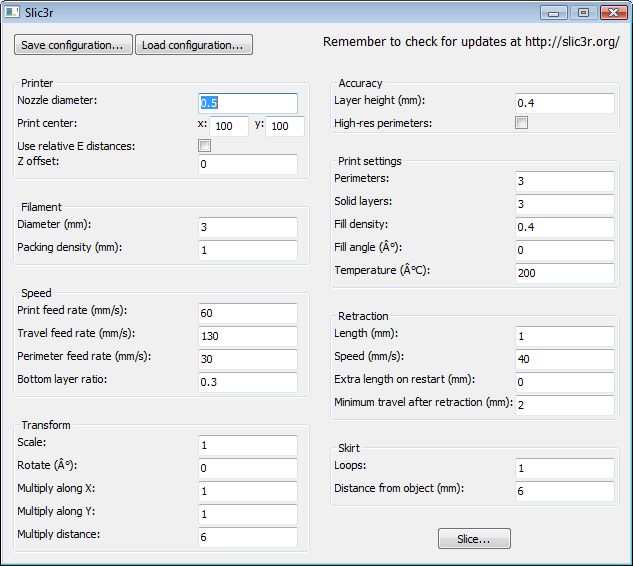 Slic3r
Save configuration...
Load configuration...
Remember to check for updates at http://slic3r.org/
Printer
Nozzle diameter: 0.5
Print center: x: 100 y: 100
Use relative E distances:
Z offset: 0
Filament
Diameter (mm): 3
Packing density (mm): 1
Speed
Print feed rate (mm/s): 60
Travel feed rate (mm/s): 130
Perimeter feed rate (mm/s): 30
Bottom layer ratio: 0.3
Transform
Scale: 1
Rotate (Â°): 0
Multiply along X: 1
Multiply along Y: 1
Multiply distance: 6
Accuracy
Layer height (mm): 0.4
High-res perimeters:
Print settings
Perimeters: 3
Solid layers: 3
Fill density: 0.4
Fill angle (Â°): 0
Temperature (Â°C): 200
Retraction
Length (mm): 1
Speed (mm/s): 40
Extra length on restart (mm): 0
Minimum travel after retraction (mm): 2
Skirt
Loops: 1
Distance from object (mm): 6
Slice...